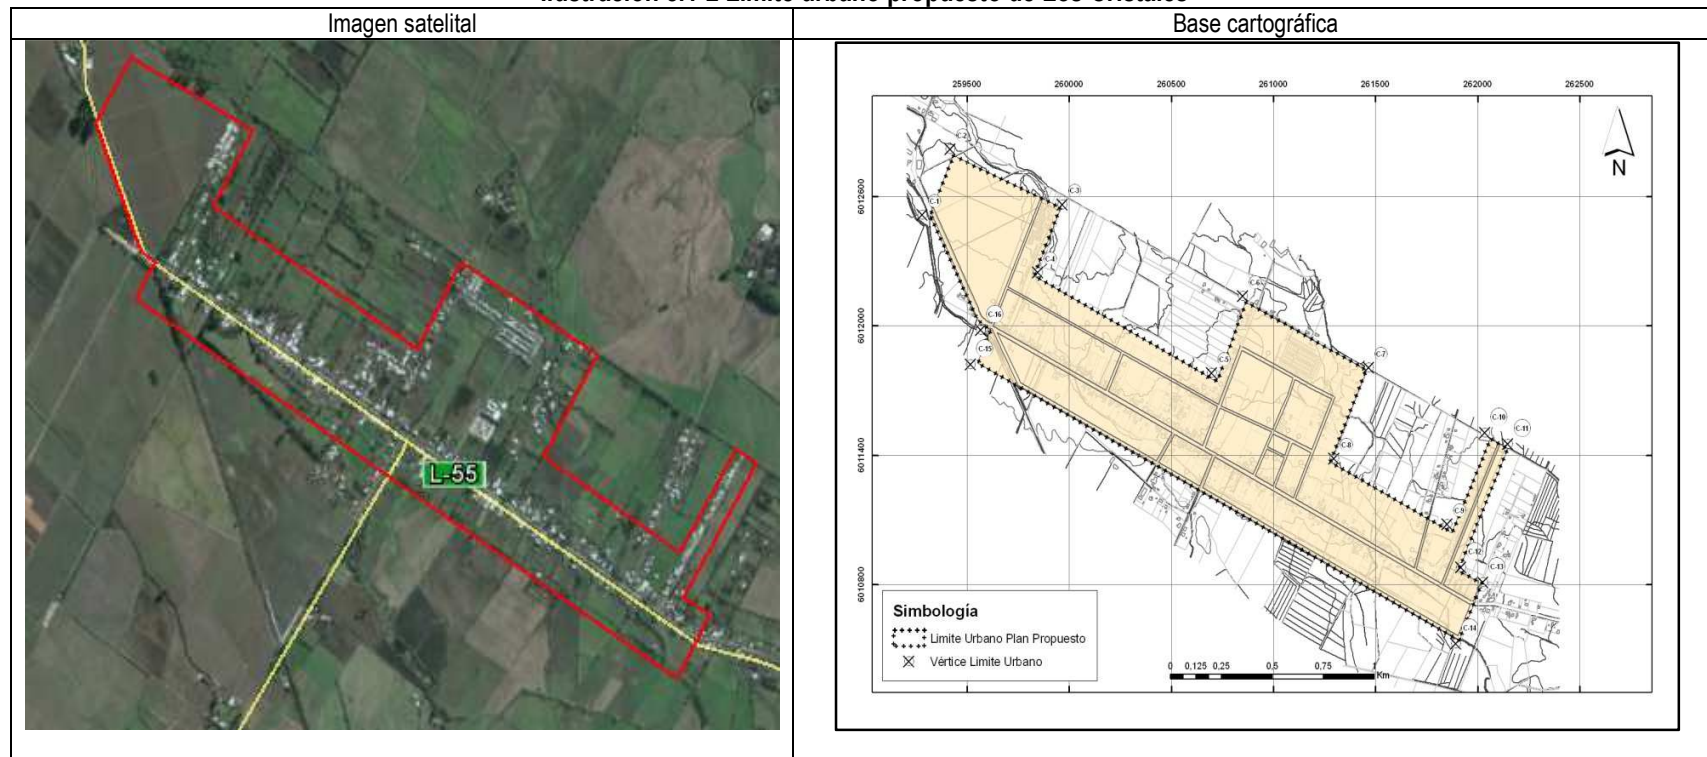 Imagen satelital
Base cartográfica
L-55
259500 260000 260500 261000 261500 262000 262500
6012600
6012000
6011400
6010800
C-2
C-3
C-1
C-4
C-6
C-16
C-15
C-5
C-7
C-8
C-10
C-11
C-9
C-12
C-13
C-14
N
Simbología
Limite Urbano Plan Propuesto
Vértice Limite Urbano
0 0,125 0,25 0,5 0,75 1
Km